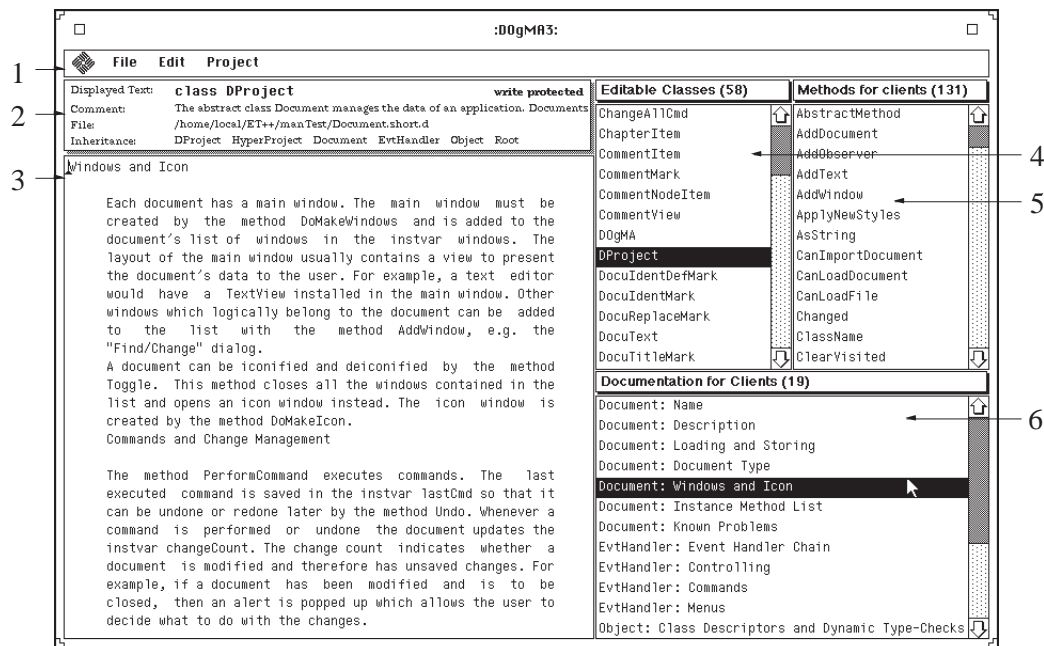 :DOgMA3:
1
File Edit Project
2
Displayed Text: class DProject write protected
Comment: The abstract class Document manages the data of an application. Documents
File: /home/local/ET++/manTest/Document.short.d
Inheritance: DProject HyperProject Document EvtHandler Object Root
3
Windows and Icon
Each document has a main window. The main window must be
created by the method DoMakeWindows and is added to the
document's list of windows in the instvar windows. The
layout of the main window usually contains a view to present
the document's data to the user. For example, a text editor
would have a TextView installed in the main window. Other
windows which logically belong to the document can be added
to the list with the method AddWindow, e.g. the
"Find/Change" dialog.
A document can be iconified and deiconified by the method
Toggle. This method closes all the windows contained in the
list and opens an icon window instead. The icon window is
created by the method DoMakeIcon.
Commands and Change Management
The method PerformCommand executes commands. The last
executed command is saved in the instvar lastCmd so that it
can be undone or redone later by the method Undo. Whenever a
command is performed or undone the document updates the
instvar changeCount. The change count indicates whether a
document is modified and therefore has unsaved changes. For
example, if a document has been modified and is to be
closed, then an alert is popped up which allows the user to
decide what to do with the changes.
Editable Classes (58)
ChangeAllCmd
ChapterItem
CommentItem
CommentMark
CommentNodeItem
CommentView
DOgMA
DProject
DocuIdentDefMark
DocuIdentMark
DocuReplaceMark
DocuText
DocuTitleMark
4
Methods for clients (131)
AbstractMethod
AddDocument
AddObserver
AddText
AddWindow
ApplyNewStyles
AsString
CanImportDocument
CanLoadDocument
CanLoadFile
Changed
ClassName
ClearVisited
5
Documentation for Clients (19)
Document: Name
Document: Description
Document: Loading and Storing
Document: Document Type
Document: Windows and Icon
Document: Instance Method List
Document: Known Problems
EvtHandler: Event Handler Chain
EvtHandler: Controlling
EvtHandler: Commands
EvtHandler: Menus
Object: Class Descriptors and Dynamic Type-Checks
6